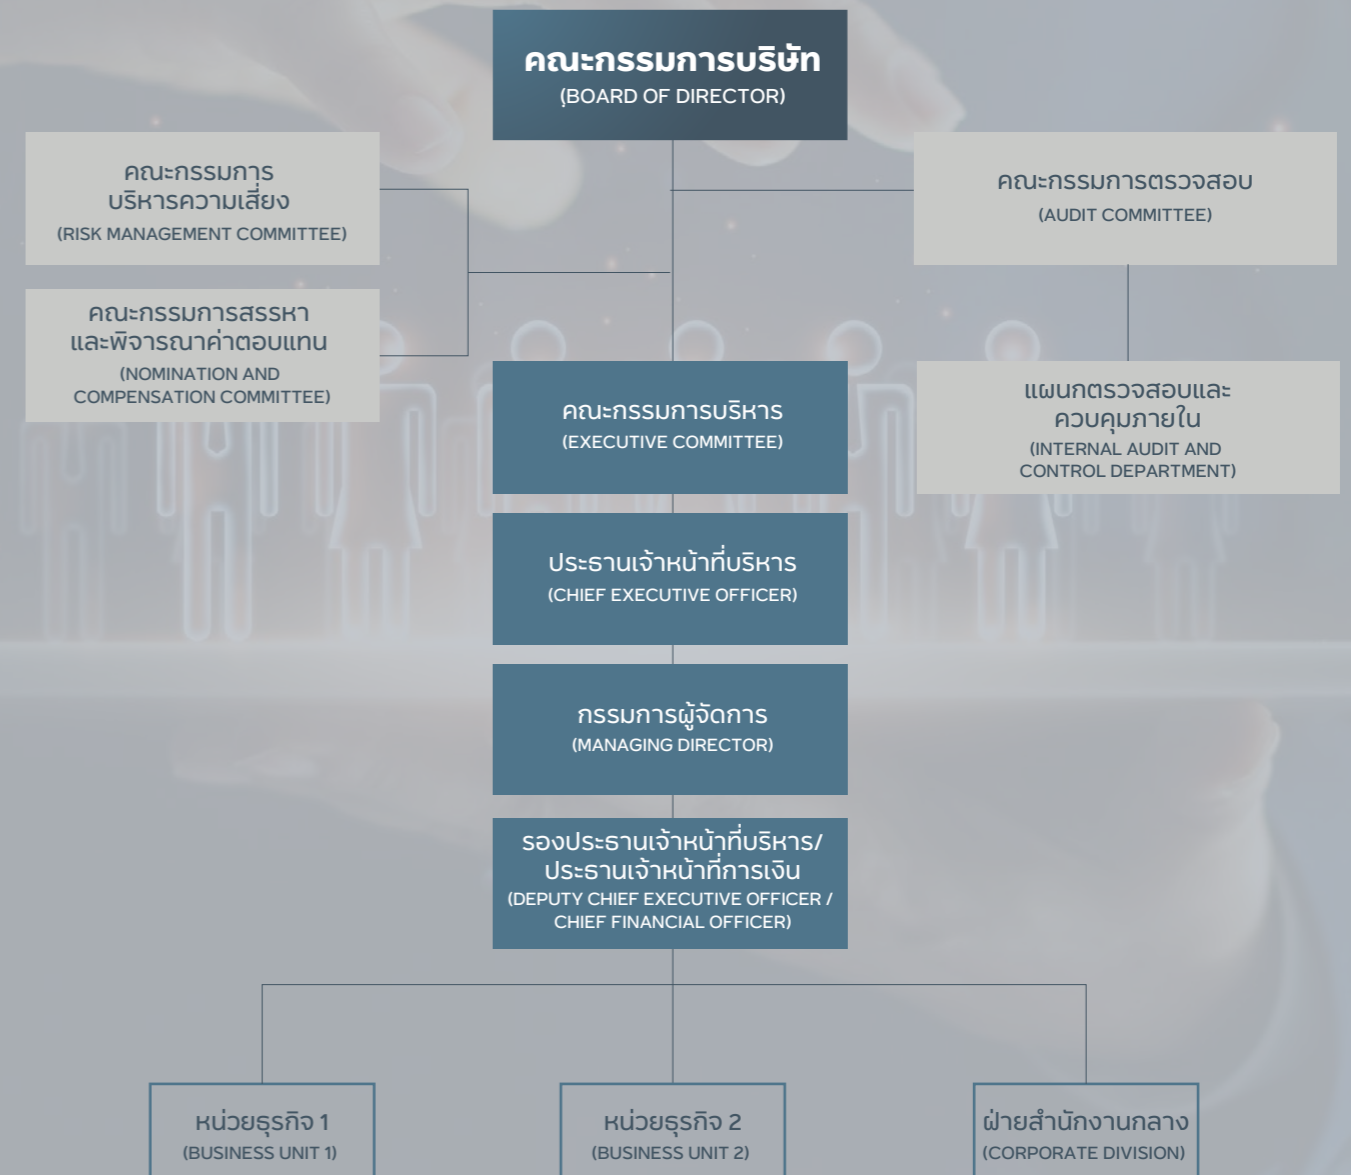 คณะกรรมการบริษัท
(BOARD OF DIRECTOR)
คณะกรรมการ
บริหารความเสี่ยง
(RISK MANAGEMENT COMMITTEE)
คณะกรรมการตรวจสอบ
(AUDIT COMMITTEE)
คณะกรรมการสรรหา
และพิจารณาค่าตอบแทน
(NOMINATION AND
COMPENSATION COMMITTEE)
คณะกรรมการบริหาร
(EXECUTIVE COMMITTEE)
แผนกตรวจสอบและ
ควบคุมภายใน
(INTERNAL AUDIT AND
CONTROL DEPARTMENT)
ประธานเจ้าหน้าที่บริหาร
(CHIEF EXECUTIVE OFFICER)
กรรมการผู้จัดการ
(MANAGING DIRECTOR)
รองประธานเจ้าหน้าที่บริหาร/
ประธานเจ้าหน้าที่การเงิน
(DEPUTY CHIEF EXECUTIVE OFFICER /
CHIEF FINANCIAL OFFICER)
หน่วยธุรกิจ 1
(BUSINESS UNIT 1)
หน่วยธุรกิจ 2
(BUSINESS UNIT 2)
ฝ่ายสำนักงานกลาง
(CORPORATE DIVISION)